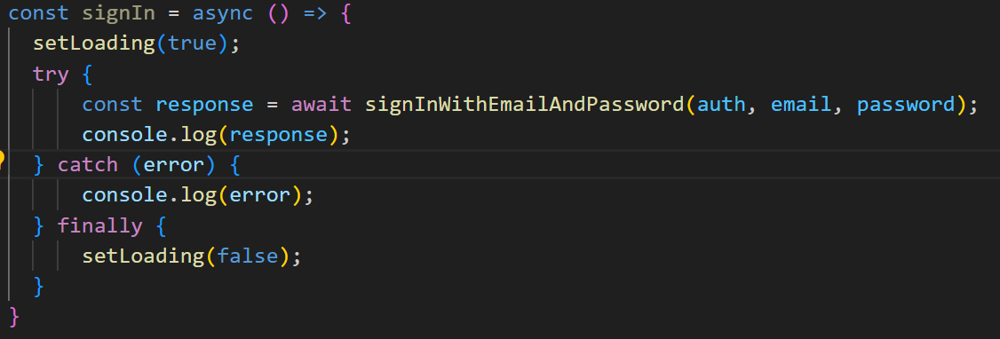 const signIn = async () => {
  setLoading(true);
  try {
      const response = await signInWithEmailAndPassword(auth, email, password);
      console.log(response);
  } catch (error) {
      console.log(error);
  } finally {
      setLoading(false);
  }
}